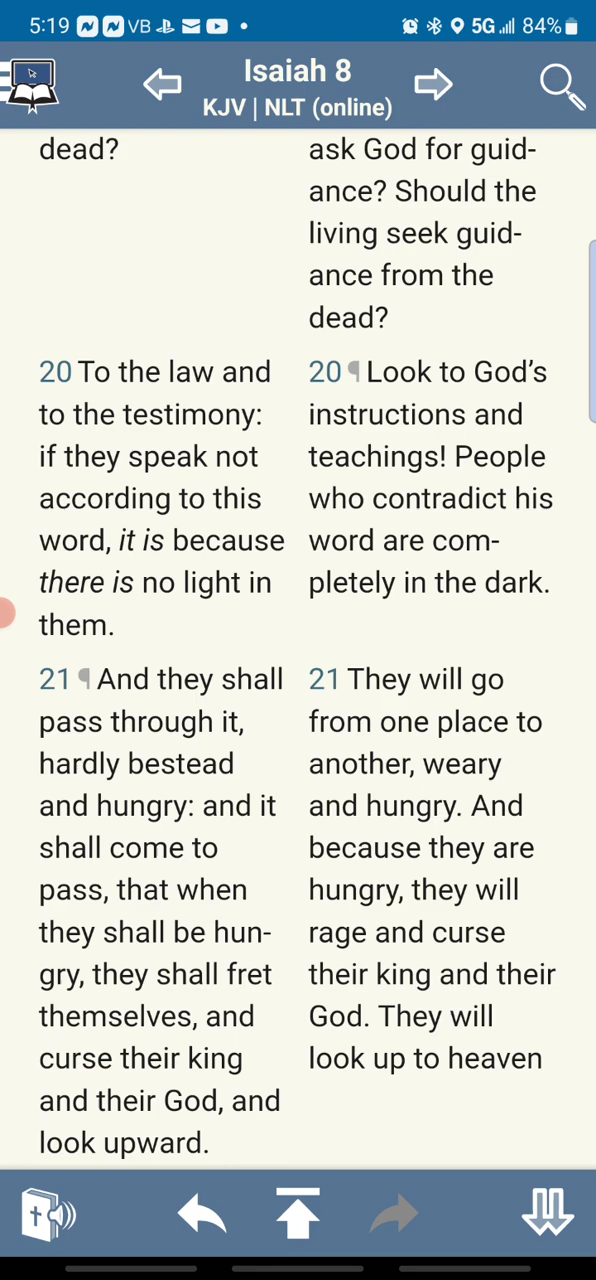 5:19 VB • 5G 84%
Isaiah 8
KJV | NLT (online)
dead?
20 To the law and
to the testimony:
if they speak not
according to this
word, it is because
there is no light in
them.
21 ¶ And they shall
pass through it,
hardly bestead
and hungry: and it
shall come to
pass, that when
they shall be hun-
gry, they shall fret
themselves, and
curse their king
and their God, and
look upward.
ask God for guid-
ance? Should the
living seek guid-
ance from the
dead?
20 ¶ Look to God’s
instructions and
teachings! People
who contradict his
word are com-
pletely in the dark.
21 They will go
from one place to
another, weary
and hungry. And
because they are
hungry, they will
rage and curse
their king and their
God. They will
look up to heaven